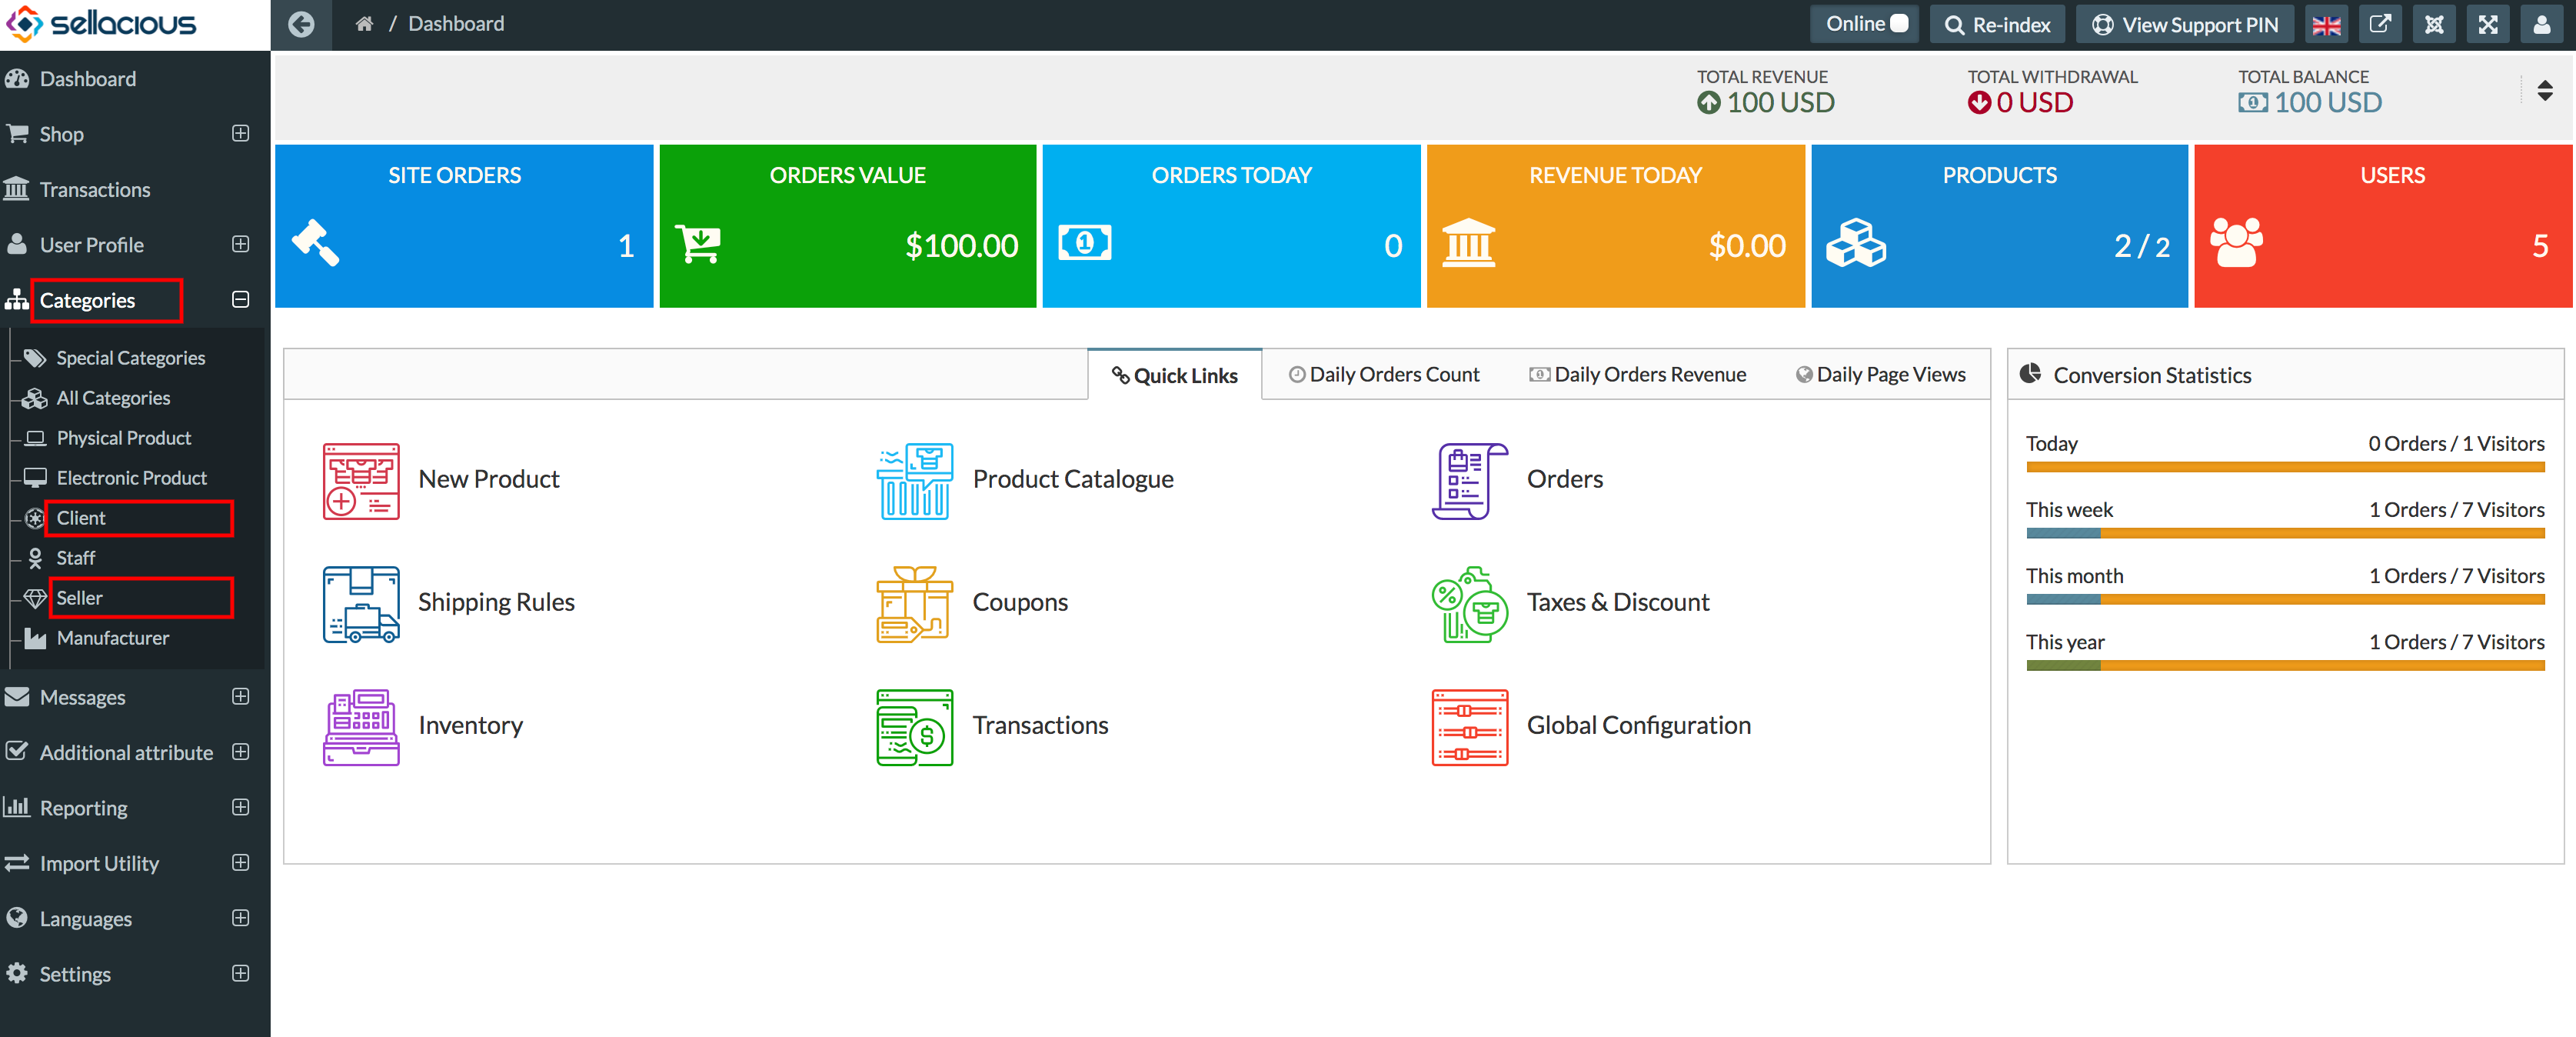 sellacious
/ Dashboard
Online
Re-index
View Support PIN
Dashboard
Shop
Transactions
User Profile
Categories
Special Categories
All Categories
Physical Product
Electronic Product
Client
Staff
Seller
Manufacturer
Messages
Additional attribute
Reporting
Import Utility
Languages
Settings
TOTAL REVENUE
100 USD
TOTAL WITHDRAWAL
0 USD
TOTAL BALANCE
100 USD
SITE ORDERS
1
ORDERS VALUE
$100.00
ORDERS TODAY
0
REVENUE TODAY
$0.00
PRODUCTS
2 / 2
USERS
5
Quick Links
Daily Orders Count
Daily Orders Revenue
Daily Page Views
New Product
Product Catalogue
Orders
Shipping Rules
Coupons
Taxes & Discount
Inventory
Transactions
Global Configuration
Conversion Statistics
Today 0 Orders / 1 Visitors
This week 1 Orders / 7 Visitors
This month 1 Orders / 7 Visitors
This year 1 Orders / 7 Visitors